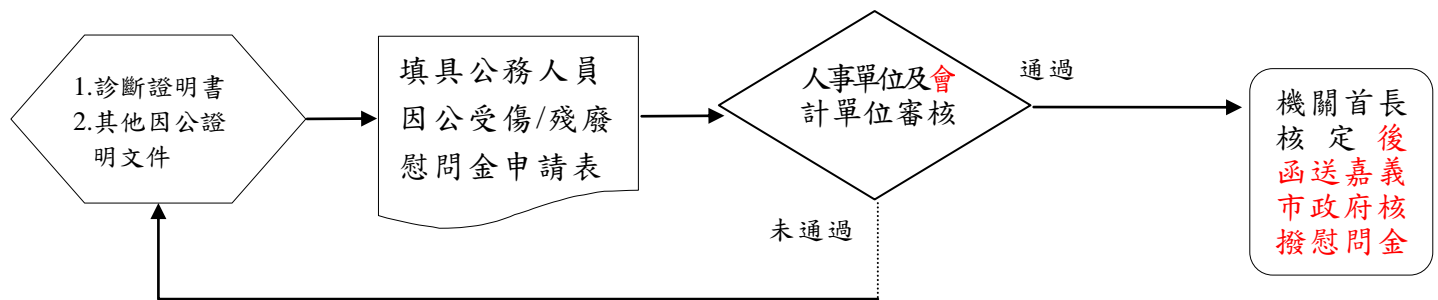 1.診斷證明書
2.其他因公證
明文件
填具公務人員
因公受傷/殘廢
慰問金申請表
人事單位及會
計單位審核
通過
未通過
機關首長
核定後
函送嘉義
市政府核
撥慰問金